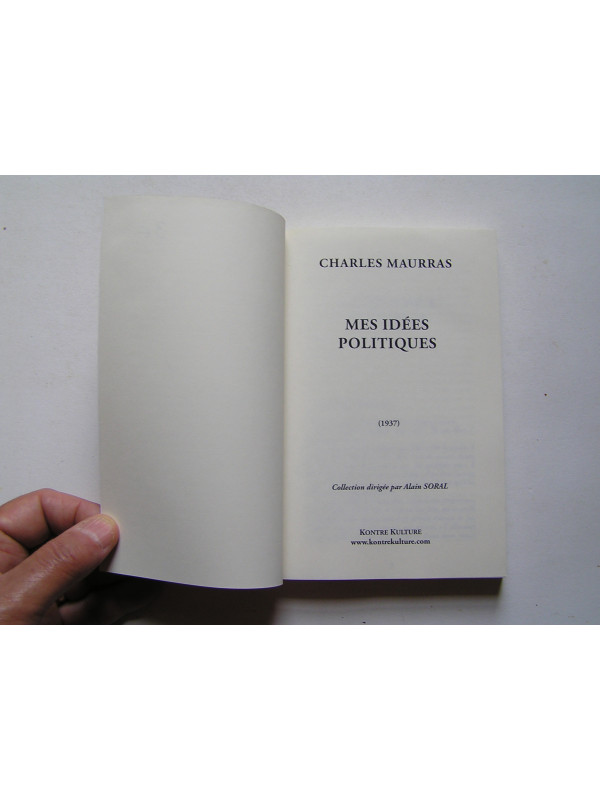 CHARLES MAURRAS
MES IDÉES
POLITIQUES
(1937)
Collection dirigée par Alain SORAL
KONTRE KULTURE
www.kontrekulture.com